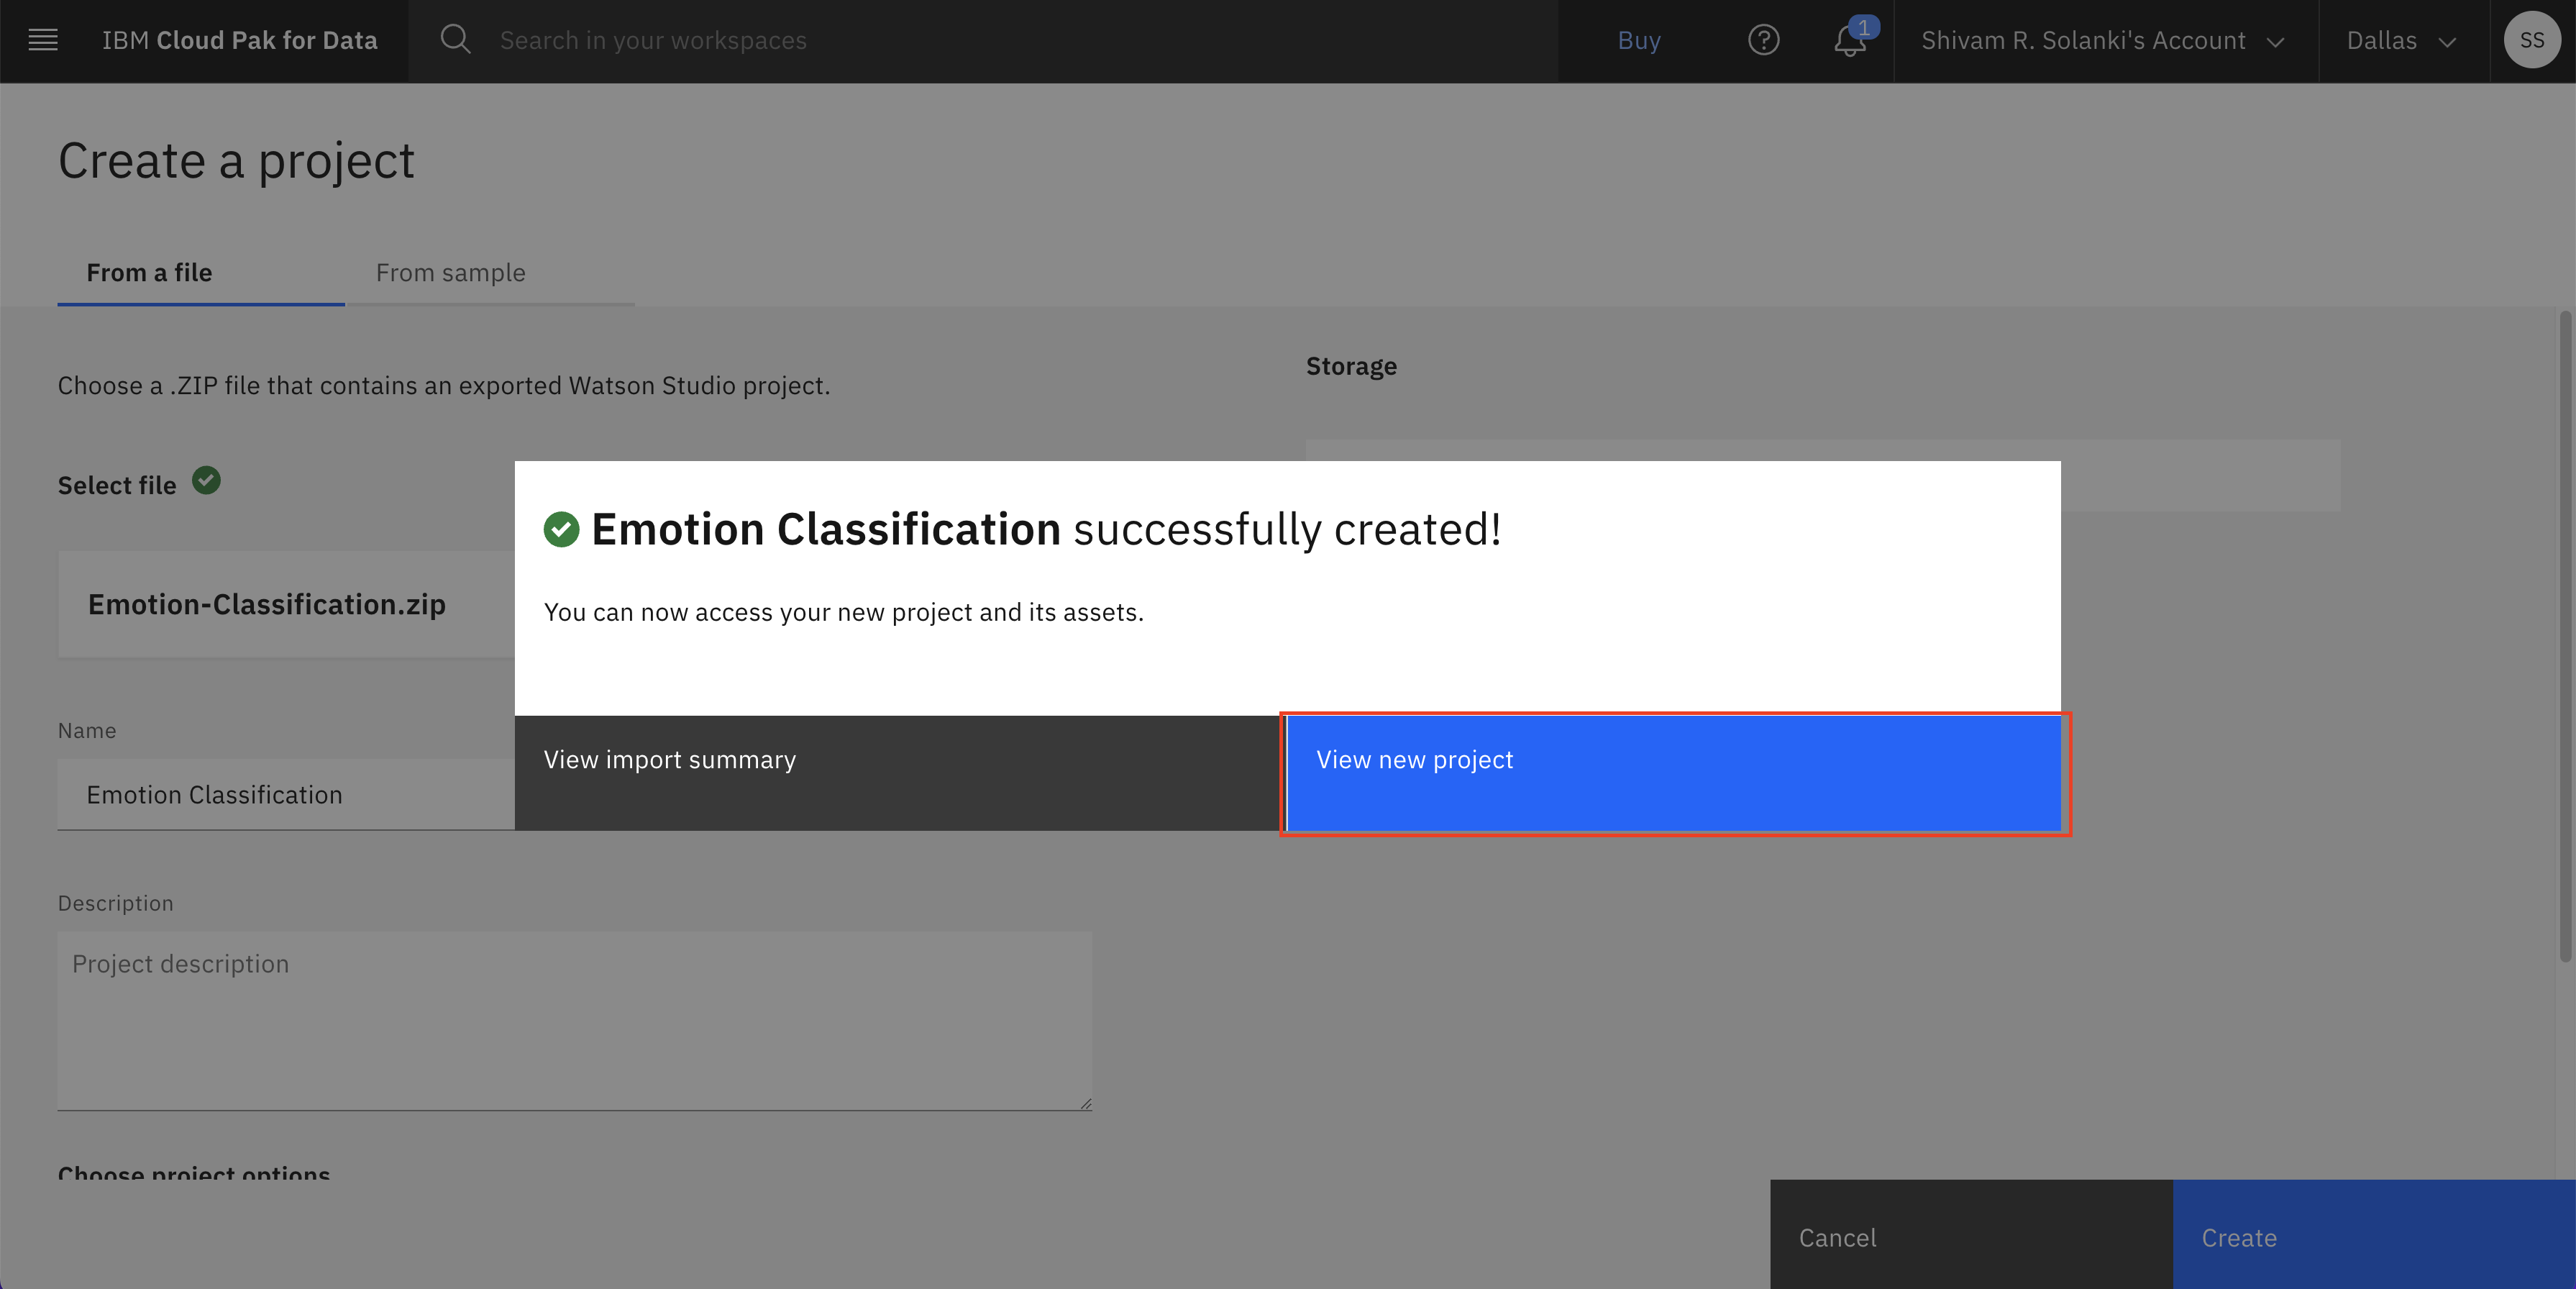 IBM Cloud Pak for Data
Search in your workspaces
Buy
1
Shivam R. Solanki's Account
Dallas
SS
Create a project
From a file
From sample
Choose a .ZIP file that contains an exported Watson Studio project.
Storage
Select file
Emotion Classification successfully created!
Emotion-Classification.zip
You can now access your new project and its assets.
Name
View import summary
View new project
Emotion Classification
Description
Project description
Choose project options
Cancel
Create